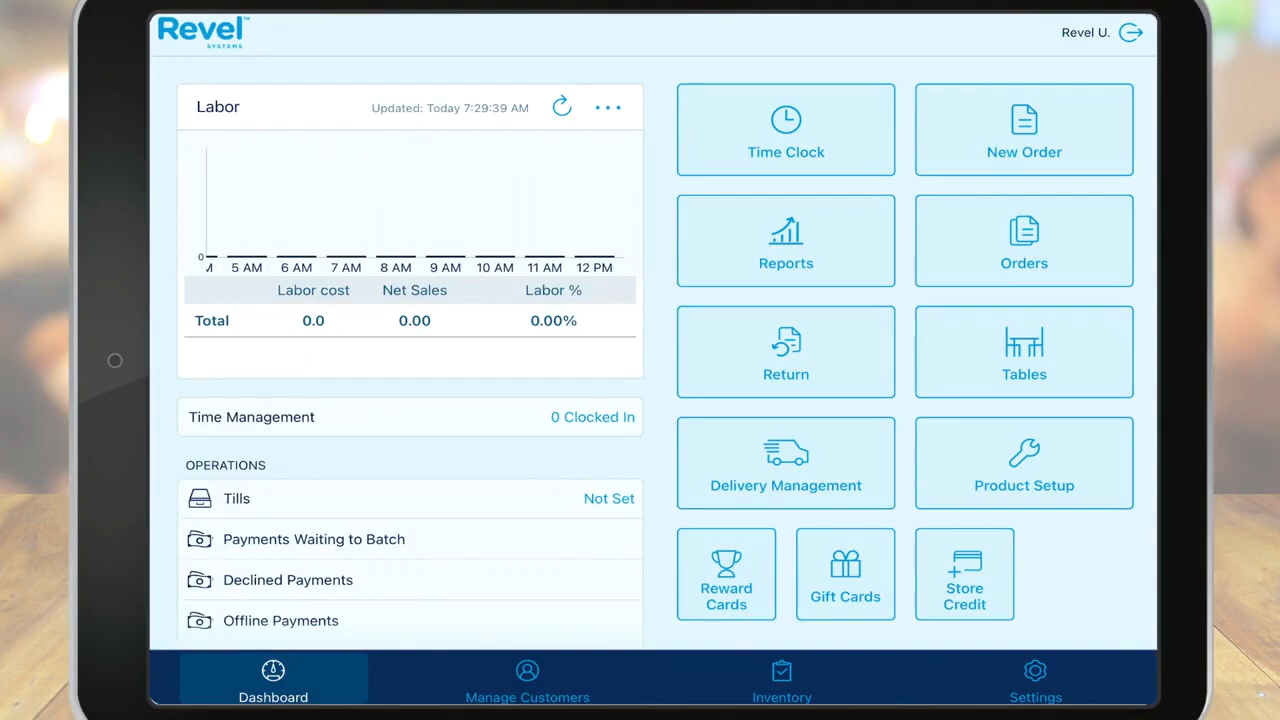 Revel™
SYSTEMS
Revel U.
Labor
Updated: Today 7:29:39 AM
0
5 AM 6 AM 7 AM 8 AM 9 AM 10 AM 11 AM 12 PM
Labor cost Net Sales Labor %
Total 0.0 0.00 0.00%
Time Management 0 Clocked In
OPERATIONS
Tills Not Set
Payments Waiting to Batch
Declined Payments
Offline Payments
Time Clock
New Order
Reports
Orders
Return
Tables
Delivery Management
Product Setup
Reward
Cards
Gift Cards
Store
Credit
Dashboard
Manage Customers
Inventory
Settings